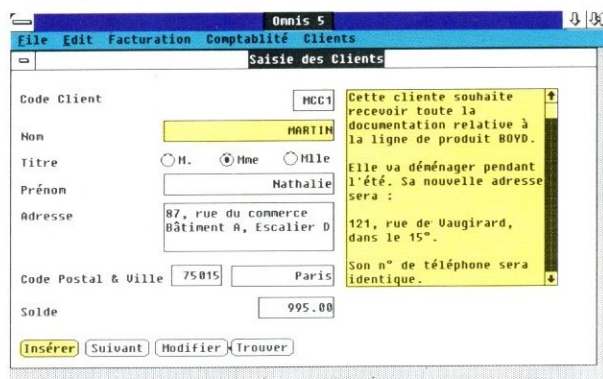 Omnis 5
File Edit Facturation Comptablité Clients
Saisie des Clients
Code Client MCC1
Nom MARTIN
Titre M. Mme Mlle
Prénom Nathalie
Adresse 87, rue du commerce
Bâtiment A, Escalier D
Code Postal & Ville 75015 Paris
Solde 995.00
Insérer Suivant Modifier Trouver
Cette cliente souhaite
recevoir toute la
documentation relative à
la ligne de produit BOYD.
Elle va déménager pendant
l'été. Sa nouvelle adresse
sera :
121, rue de Vaugirard,
dans le 15°.
Son n° de téléphone sera
identique.